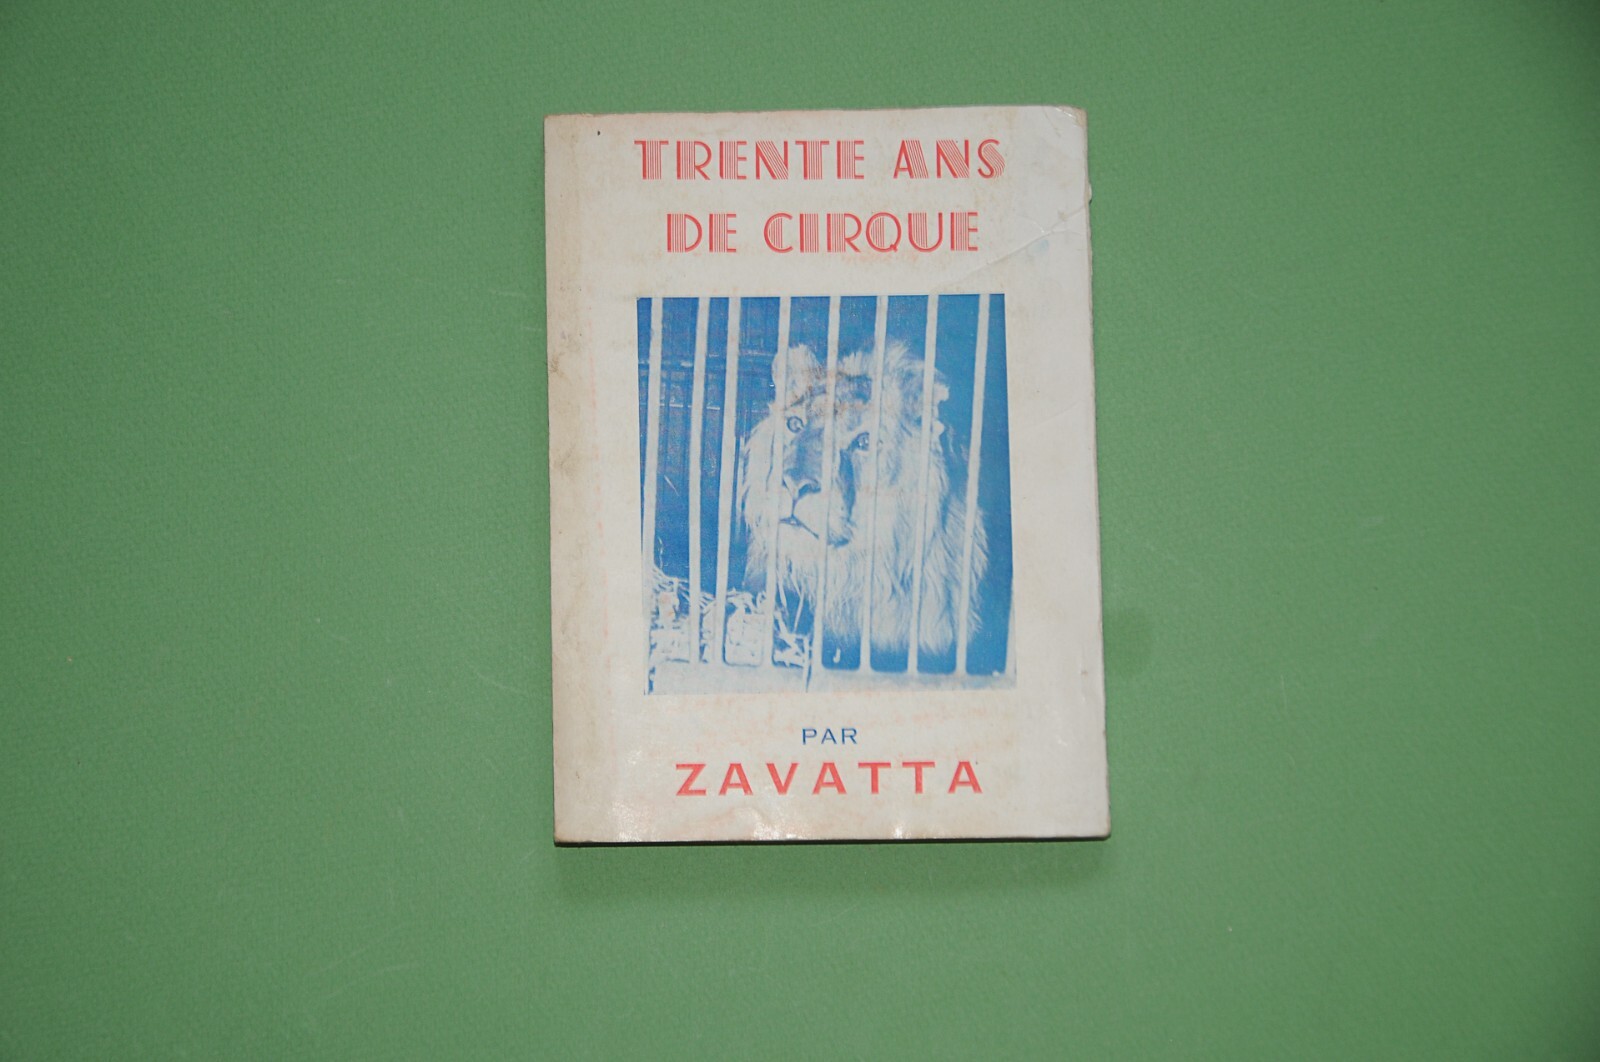 TRENTE ANS
DE CIRQUE
PAR
ZAVATTA